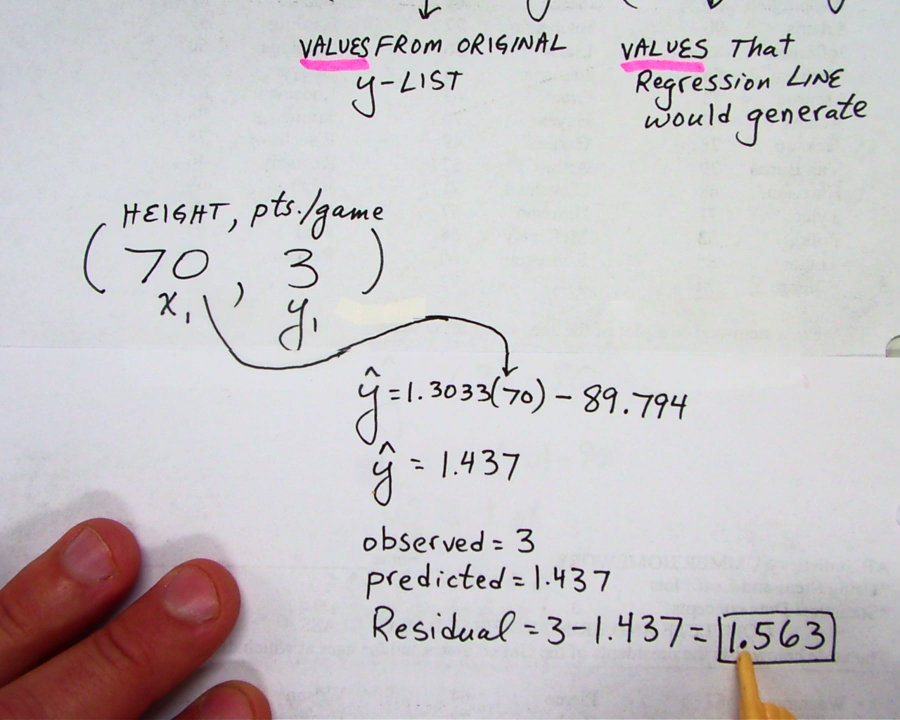 VALUES FROM ORIGINAL
y-LIST
VALUES That
Regression LINE
would generate
HEIGHT, pts./game
(70, 3)
x₁ y₁
ŷ=1.3033(70)-89.794
ŷ = 1.437
observed = 3
predicted = 1.437
Residual = 3-1.437= 1.563